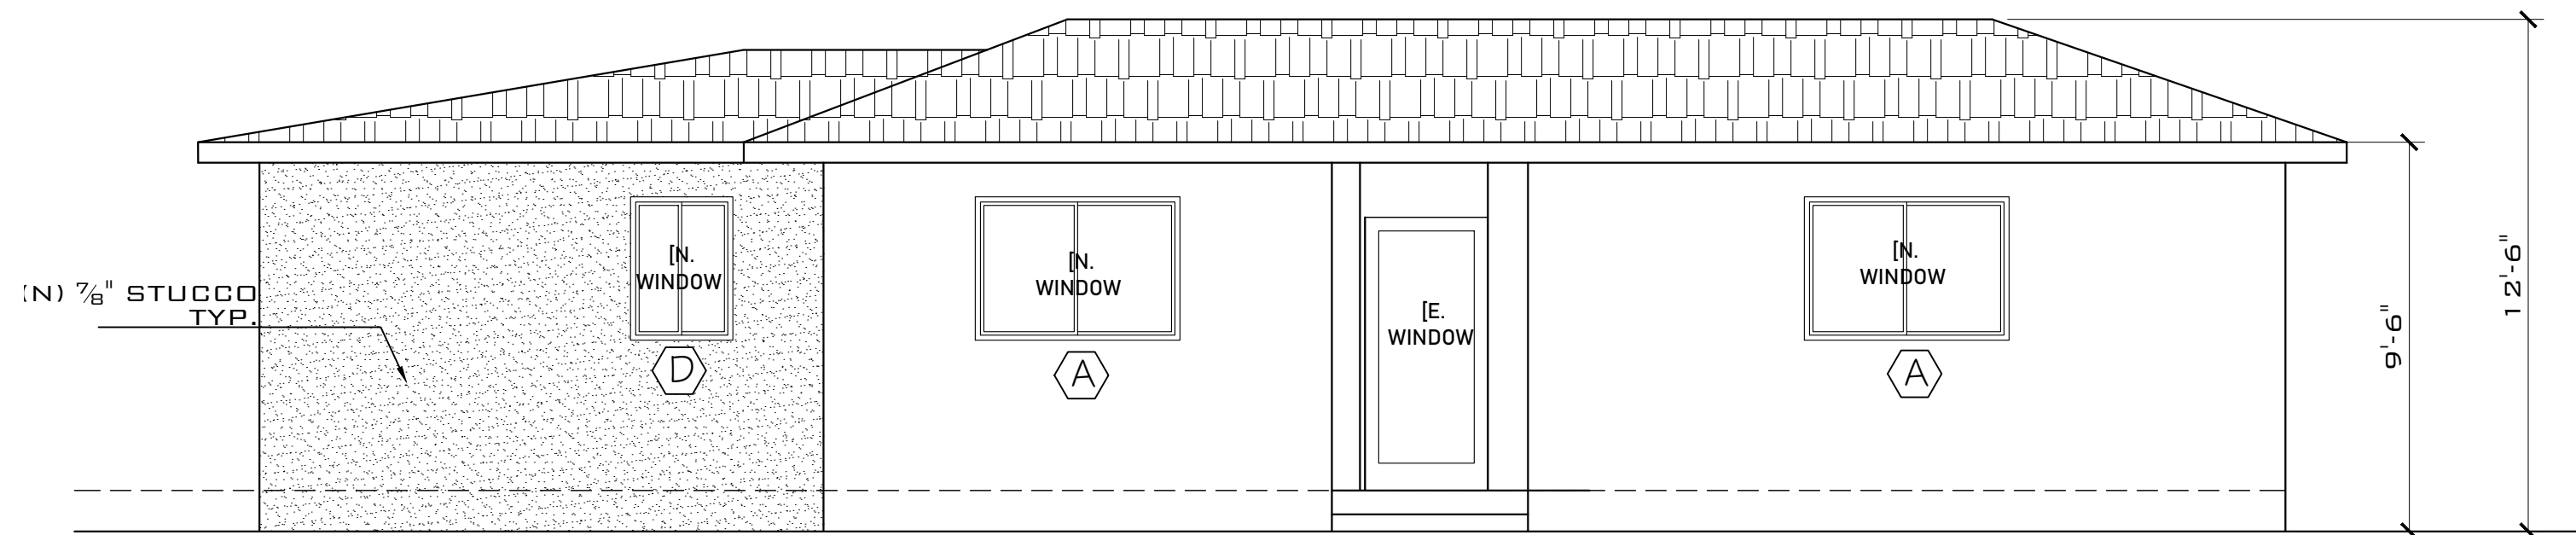 [N.
WINDOW
[N.
WINDOW
[N.
WINDOW
(N) ⅞" STUCCO
TYP.
[E.
WINDOW
D
A
A
9'-6"
12'-6"